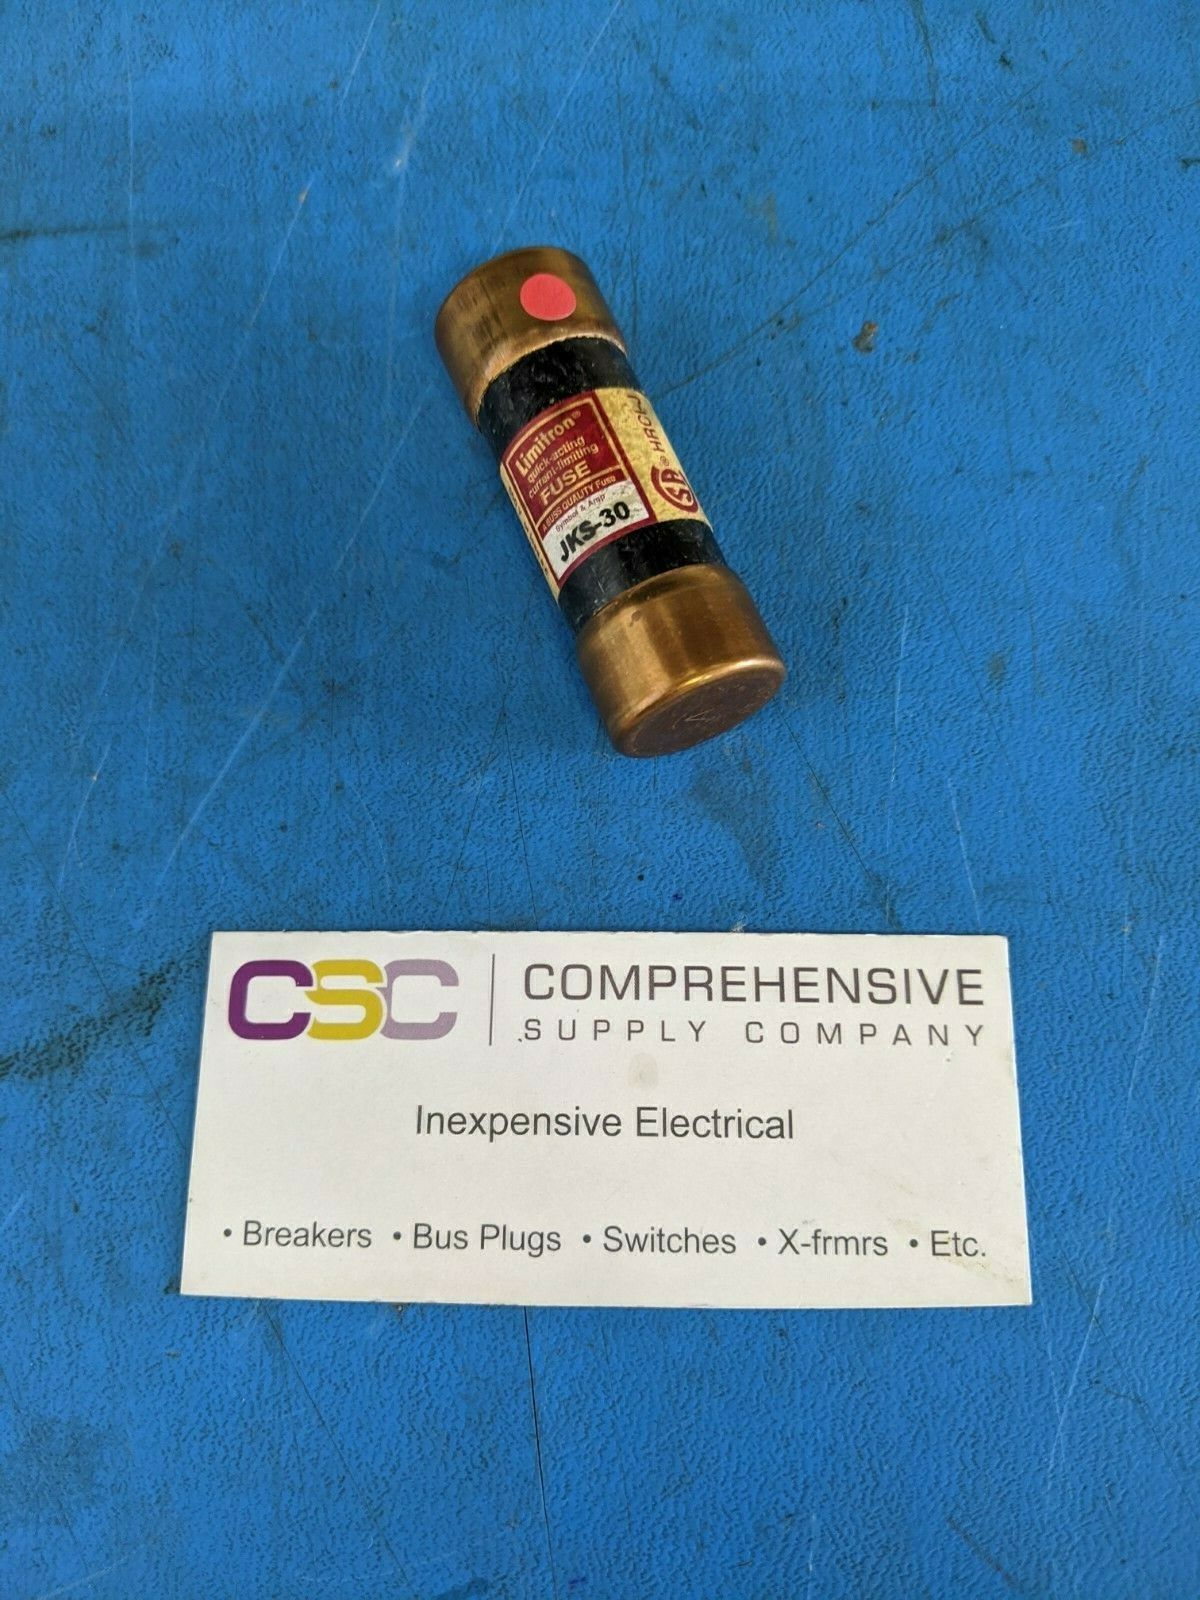 Limitron®
quick-acting
current-limiting
FUSE
A BUSS QUALITY Fuse
Symbol & Amp
JKS-30
SA® HRCI-J
CSC COMPREHENSIVE
SUPPLY COMPANY
Inexpensive Electrical
• Breakers • Bus Plugs • Switches • X-frmrs • Etc.